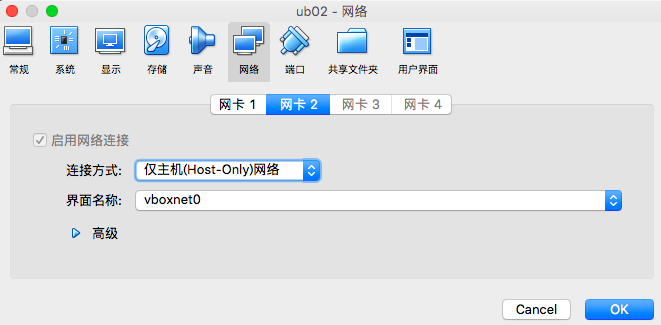 ub02 - 网络
常规 系统 显示 存储 声音 网络 端口 共享文件夹 用户界面
网卡 1 网卡 2 网卡 3 网卡 4
启用网络连接
连接方式: 仅主机(Host-Only)网络
界面名称: vboxnet0
高级
Cancel OK